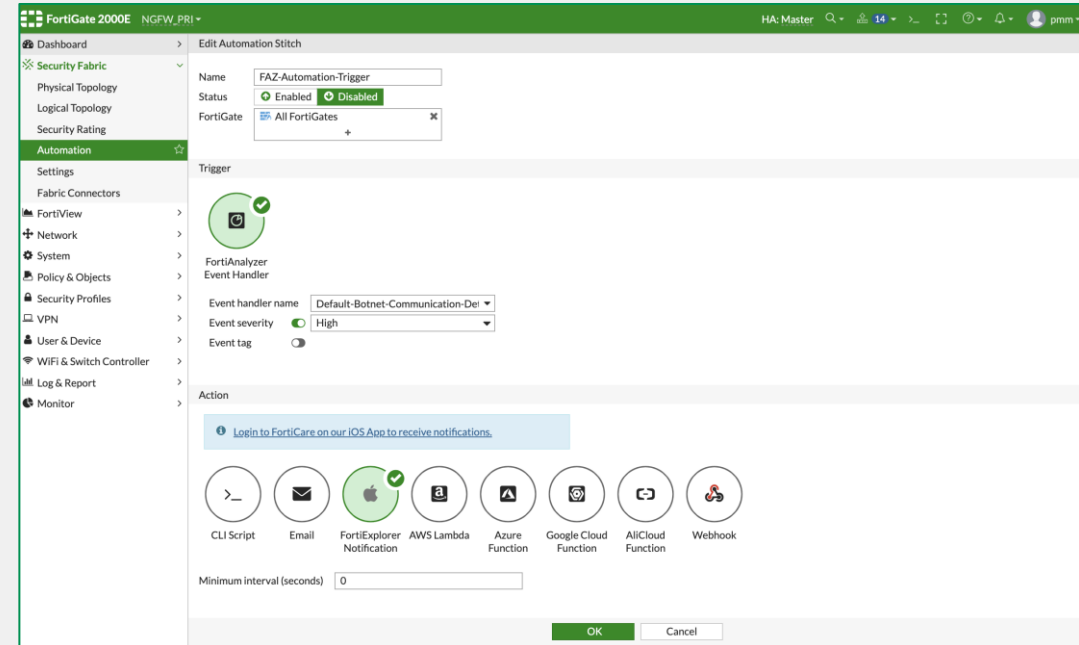 FortiGate 2000E NGFW_PRI
HA: Master 14 >_ pmm
Dashboard
Security Fabric
Physical Topology
Logical Topology
Security Rating
Automation
Settings
Fabric Connectors
FortiView
Network
System
Policy & Objects
Security Profiles
VPN
User & Device
WiFi & Switch Controller
Log & Report
Monitor
Edit Automation Stitch
Name FAZ-Automation-Trigger
Status Enabled Disabled
FortiGate All FortiGates
+
Trigger
FortiAnalyzer
Event Handler
Event handler name Default-Botnet-Communication-Det
Event severity High
Event tag
Action
Login to FortiCare on our iOS App to receive notifications.
CLI Script
Email
FortiExplorer
Notification
AWS Lambda
Azure
Function
Google Cloud
Function
AliCloud
Function
Webhook
Minimum interval (seconds) 0
OK Cancel